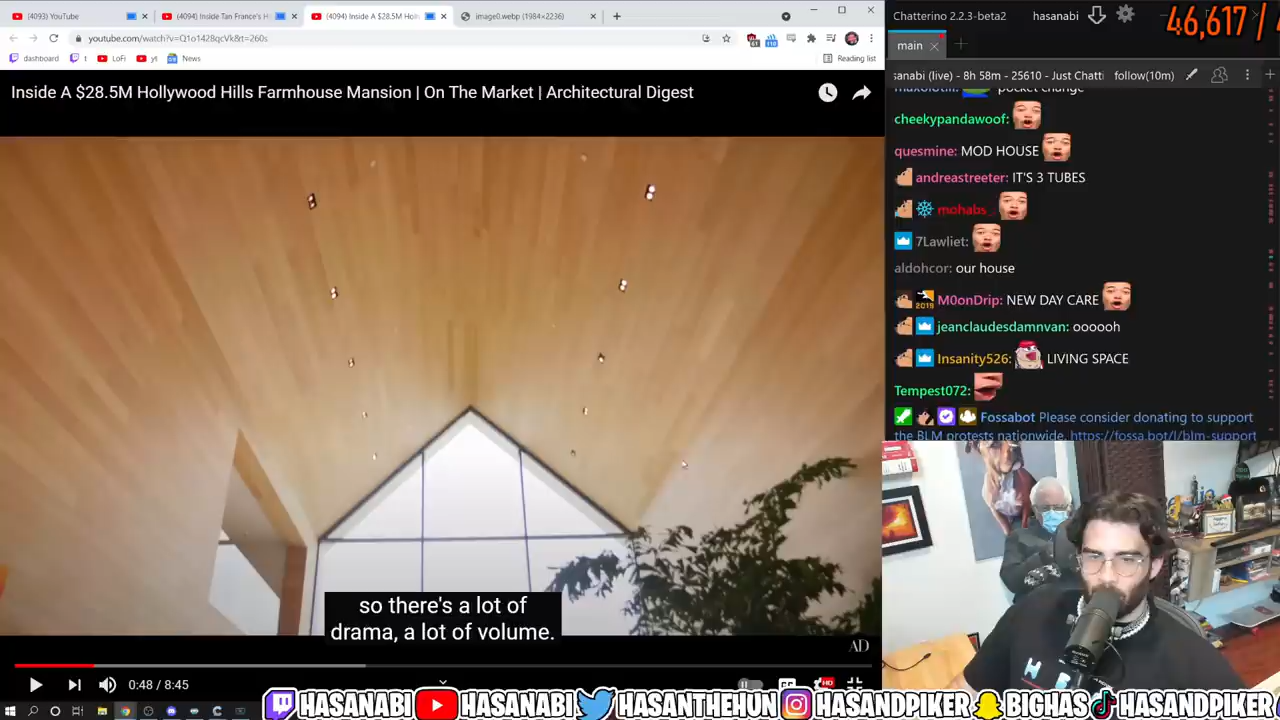 (4093) YouTube
(4094) Inside Tan France's H
(4094) Inside A $28.5M Holl
image0.webp (1984×2236)
youtube.com/watch?v=Q1o1428qcVk&t=260s
dashboard
t
LoFi
yt
News
Reading list
Inside A $28.5M Hollywood Hills Farmhouse Mansion | On The Market | Architectural Digest
so there's a lot of
drama, a lot of volume.
AD
0:48 / 8:45
HD
Chatterino 2.2.3-beta2
hasanabi
46,617 /
main
sanabi (live) - 8h 58m - 25610 - Just Chatti
follow(10m)
pocket change
cheekypandawoof:
quesmine: MOD HOUSE
andreastreeter: IT'S 3 TUBES
mohabs_
7Lawliet:
aldohcor: our house
M0onDrip: NEW DAY CARE
jeanclaudesdamnvan: oooooh
Insanity526: LIVING SPACE
Tempest072:
Fossabot Please consider donating to support
the BLM protests nationwide. https://fossa.bot/l/blm-support
HASANABI
HASANABI
HASANTHEHUN
HASANDPIKER
BIGHAS
HASANDPIKER